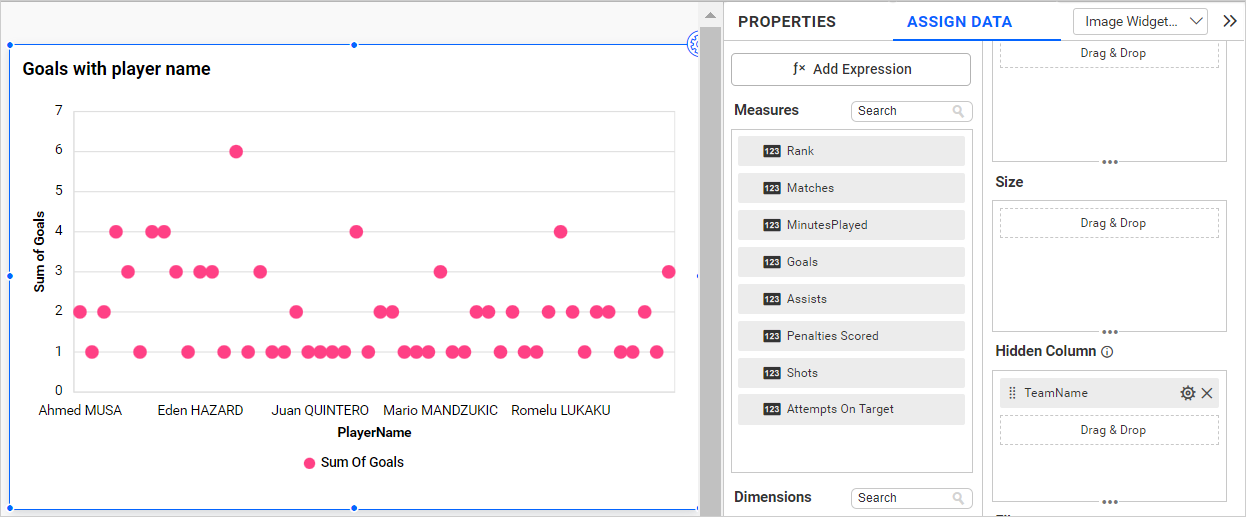 Goals with player name
7
6
5
4
3
2
1
0
Sum of Goals
Ahmed MUSA Eden HAZARD Juan QUINTERO Mario MANDZUKIC Romelu LUKAKU
PlayerName
Sum Of Goals
PROPERTIES ASSIGN DATA Image Widget...
ƒx Add Expression
Measures Search
123 Rank
123 Matches
123 MinutesPlayed
123 Goals
123 Assists
123 Penalties Scored
123 Shots
123 Attempts On Target
Dimensions Search
Drag & Drop
Size
Drag & Drop
Hidden Column
TeamName
Drag & Drop